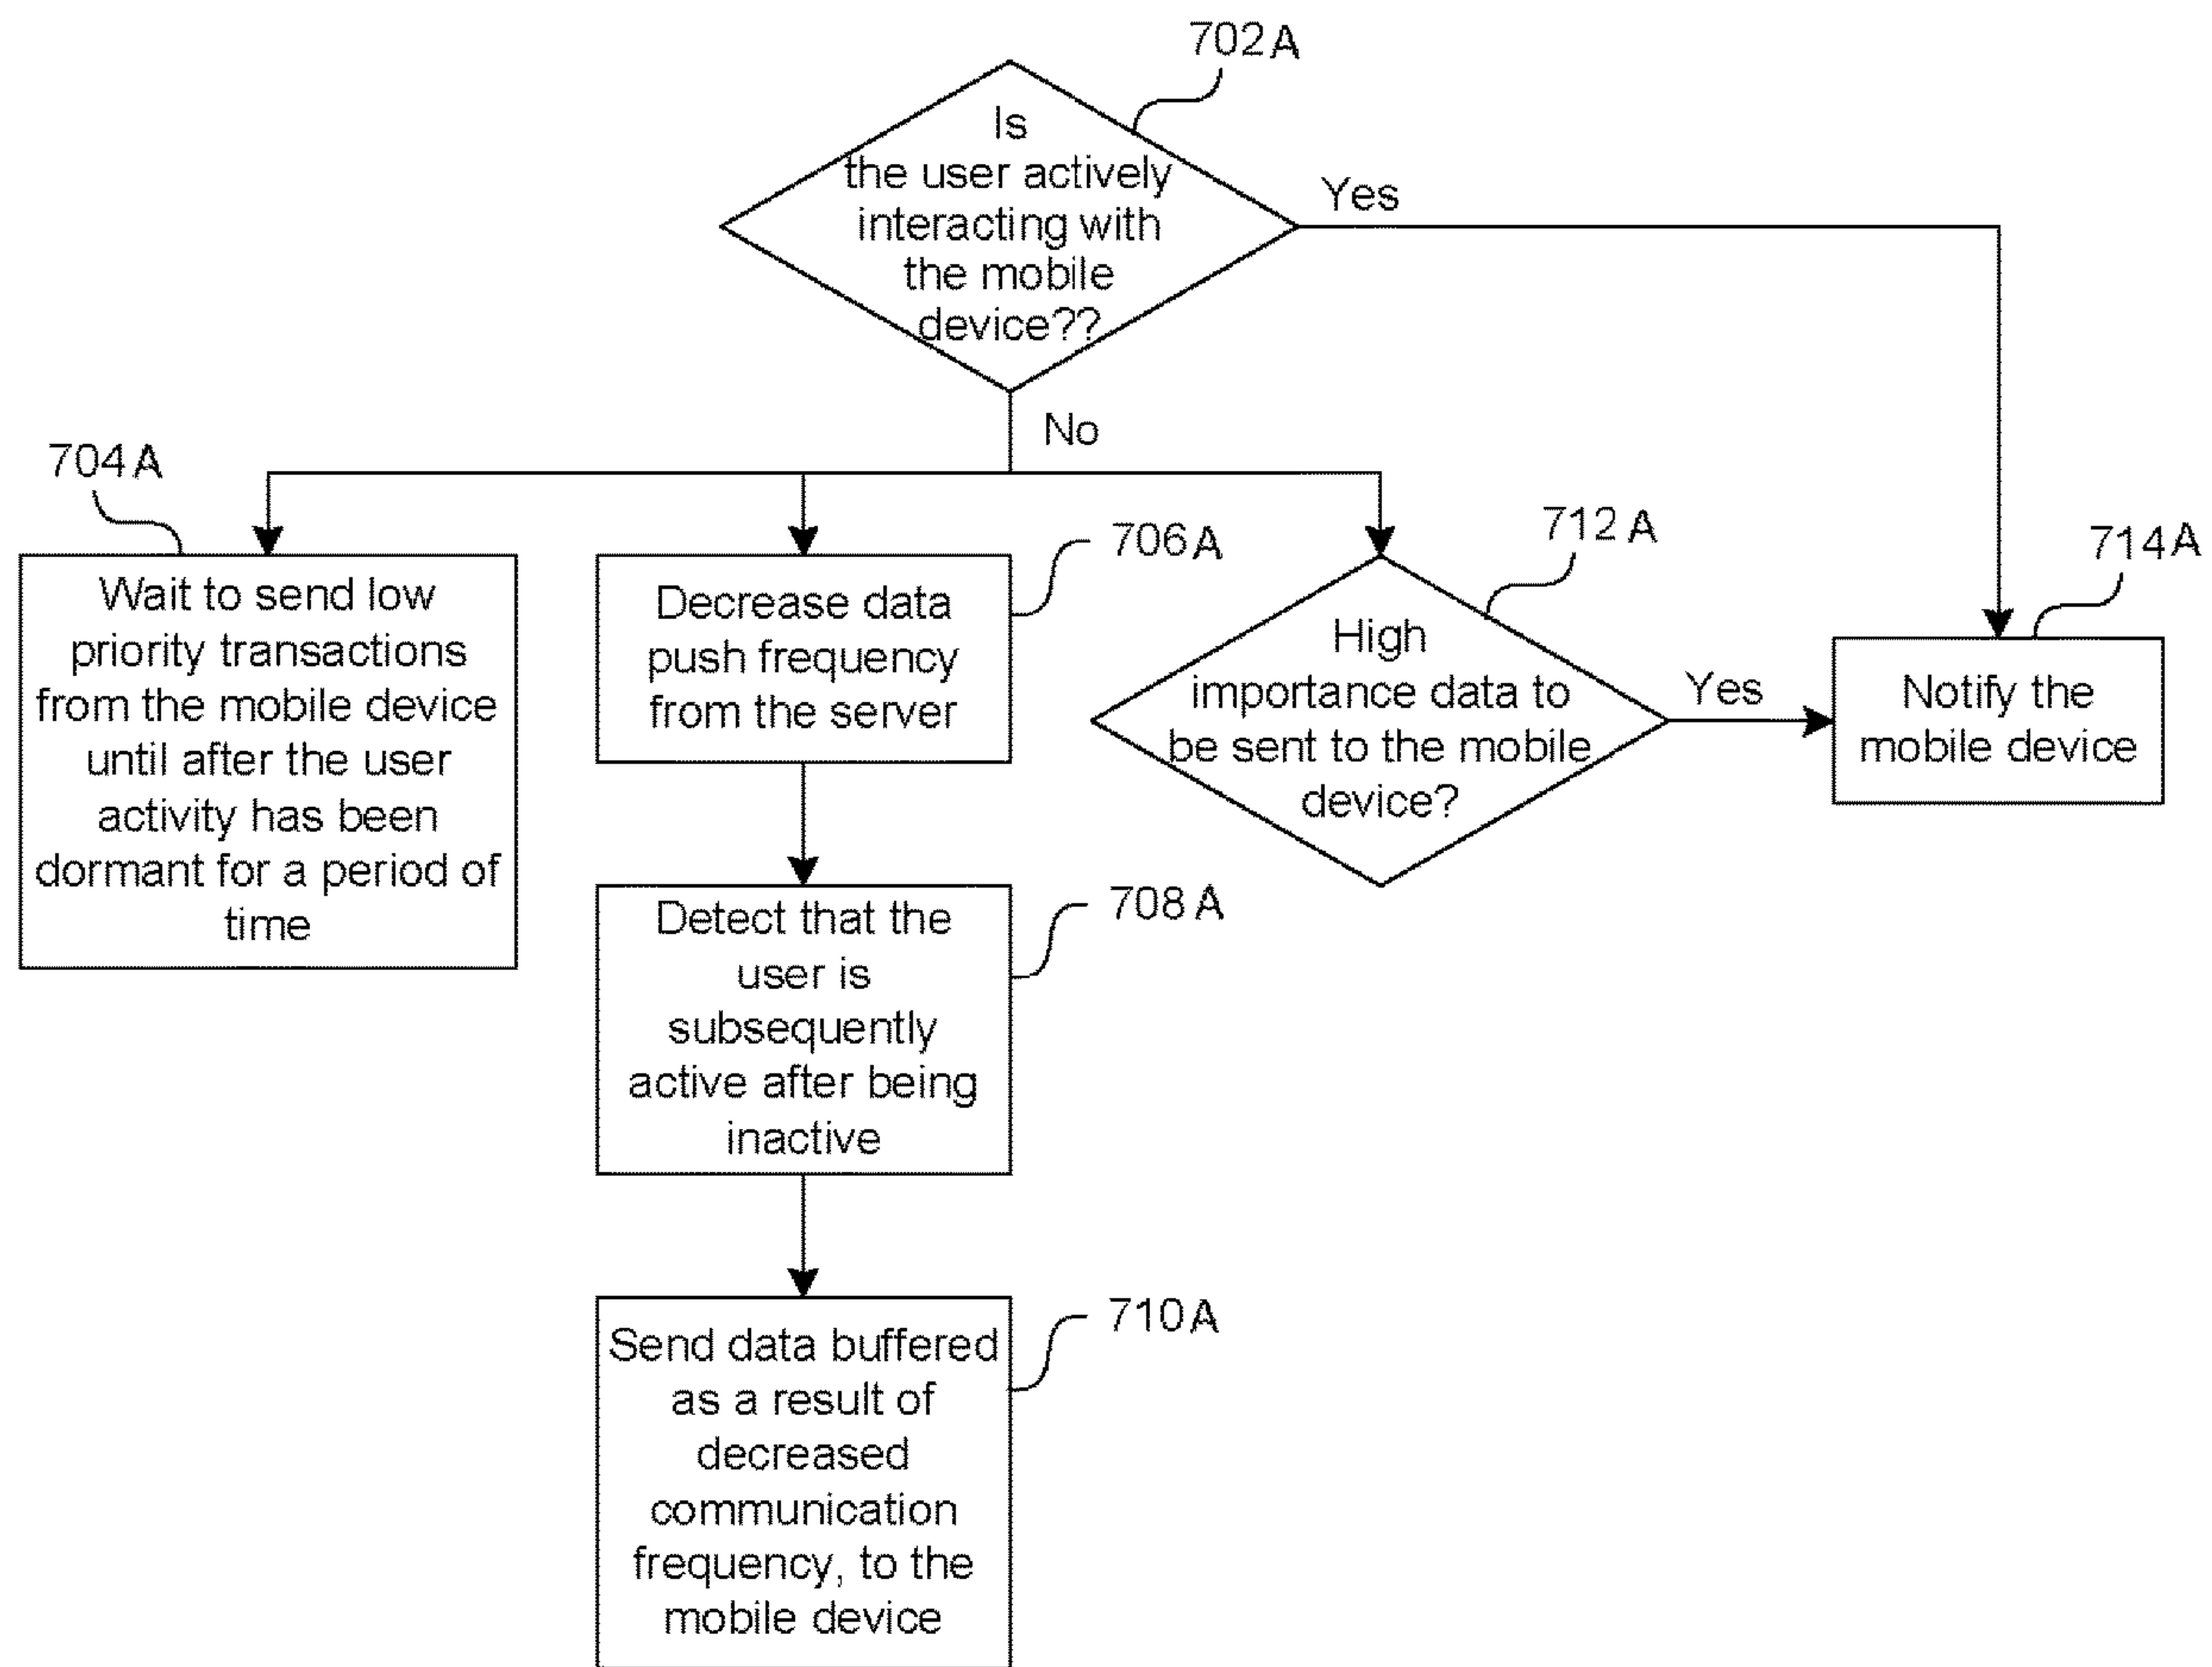 702A
Is
the user actively
interacting with
the mobile
device??
Yes
No
704A
Wait to send low
priority transactions
from the mobile device
until after the user
activity has been
dormant for a period of
time
706A
Decrease data
push frequency
from the server
712A
High
importance data to
be sent to the mobile
device?
Yes
714A
Notify the
mobile device
708A
Detect that the
user is
subsequently
active after being
inactive
710A
Send data buffered
as a result of
decreased
communication
frequency, to the
mobile device